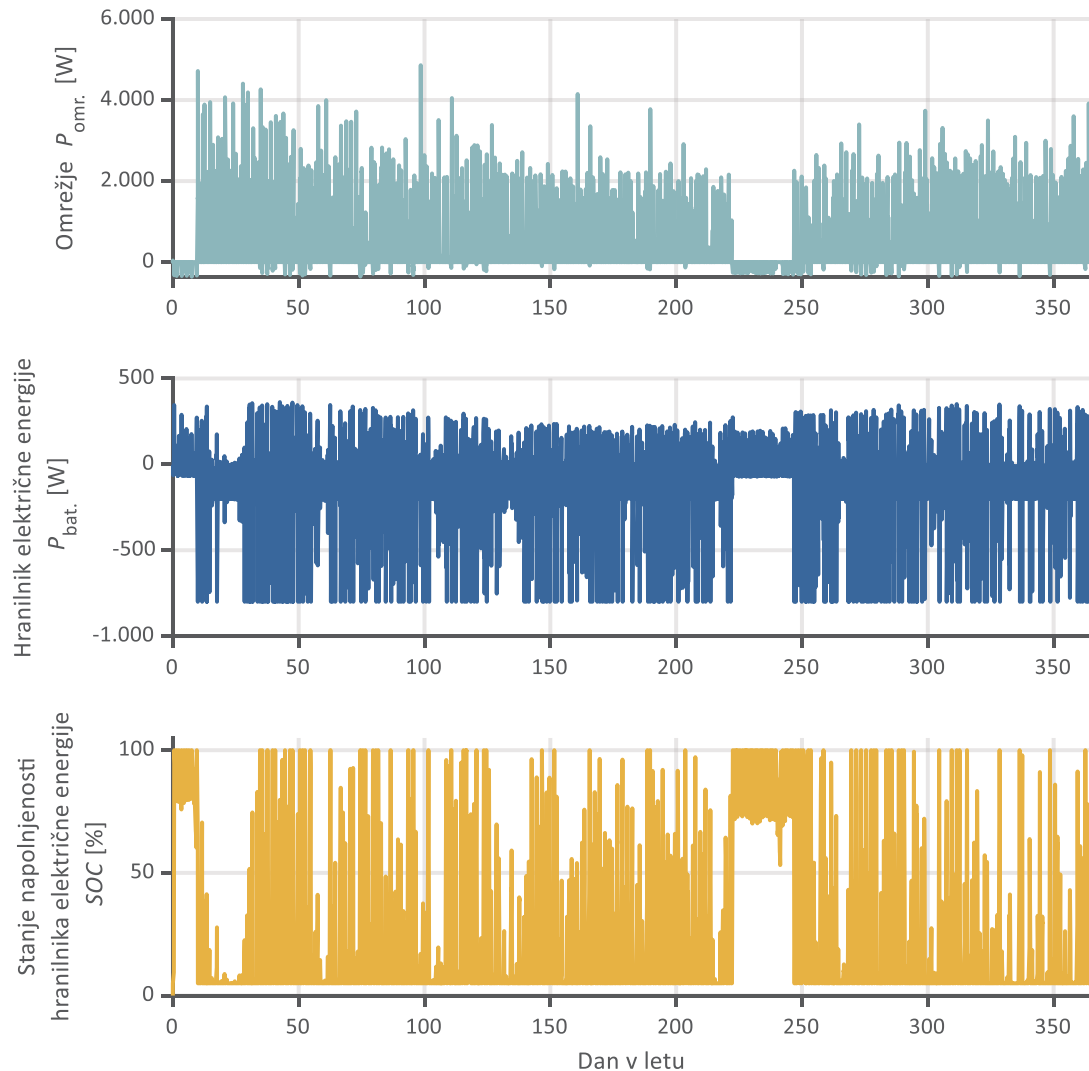 6.000
4.000
2.000
0
Omrežje P omr. [W]
0 50 100 150 200 250 300 350
500
0
-500
-1.000
Hranilnik električne energije
P bat. [W]
0 50 100 150 200 250 300 350
100
50
0
Stanje napolnjenosti
hranilnika električne energije
SOC [%]
0 50 100 150 200 250 300 350
Dan v letu